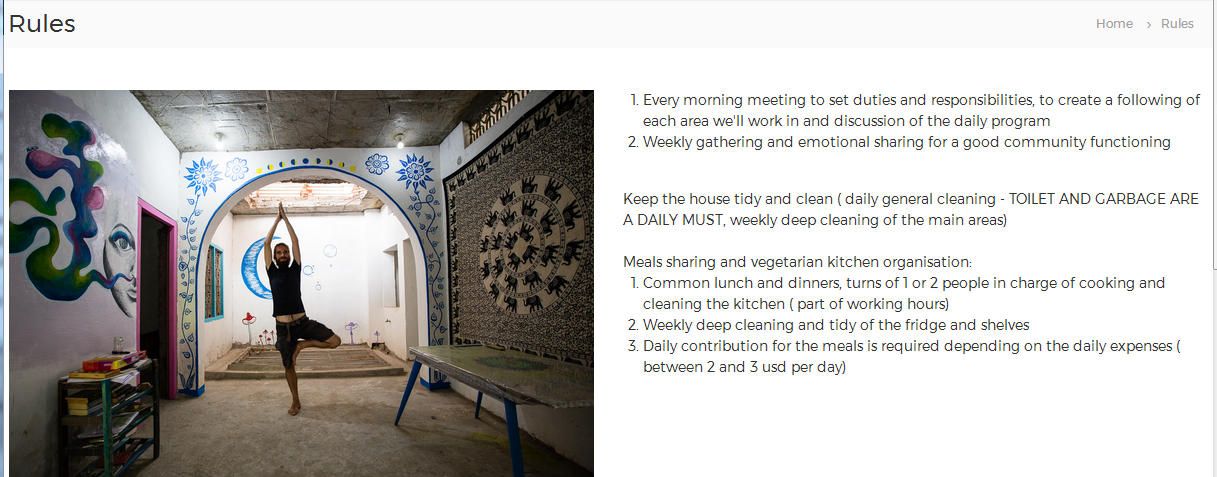 Rules
Home › Rules
1. Every morning meeting to set duties and responsibilities, to create a following of
each area we'll work in and discussion of the daily program
2. Weekly gathering and emotional sharing for a good community functioning
Keep the house tidy and clean ( daily general cleaning - TOILET AND GARBAGE ARE
A DAILY MUST, weekly deep cleaning of the main areas)
Meals sharing and vegetarian kitchen organisation:
1. Common lunch and dinners, turns of 1 or 2 people in charge of cooking and
cleaning the kitchen ( part of working hours)
2. Weekly deep cleaning and tidy of the fridge and shelves
3. Daily contribution for the meals is required depending on the daily expenses (
between 2 and 3 usd per day)